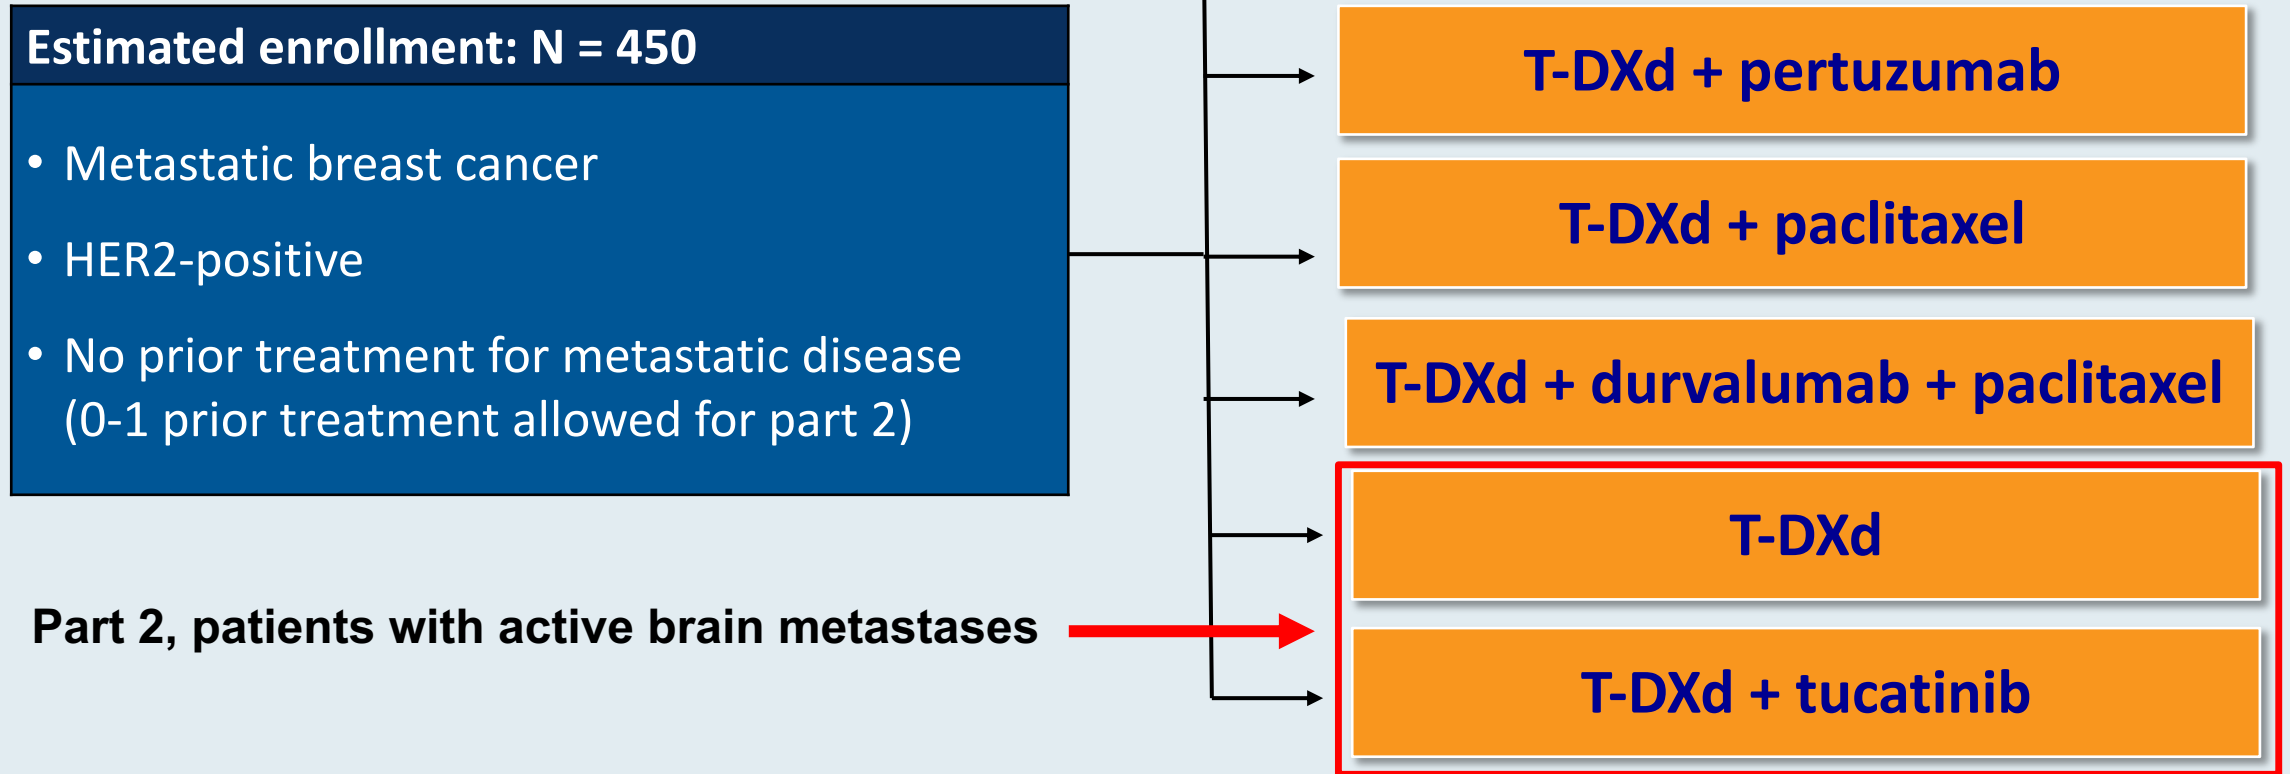 Estimated enrollment: N = 450
• Metastatic breast cancer
• HER2-positive
• No prior treatment for metastatic disease
(0-1 prior treatment allowed for part 2)
Part 2, patients with active brain metastases
T-DXd + pertuzumab
T-DXd + paclitaxel
T-DXd + durvalumab + paclitaxel
T-DXd
T-DXd + tucatinib